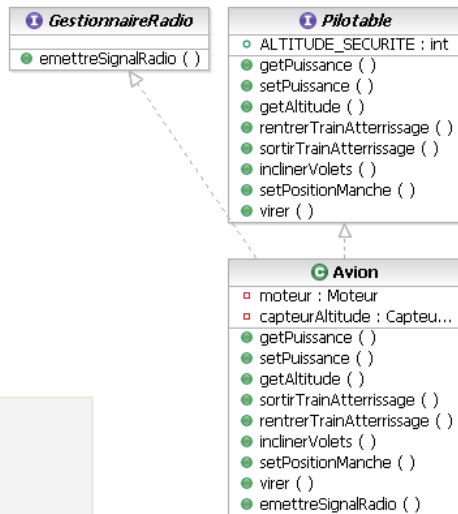 GestionnaireRadio
emettreSignalRadio ( )
Pilotable
ALTITUDE_SECURITE : int
getPuissance ( )
setPuissance ( )
getAltitude ( )
rentrerTrainAtterrissage ( )
sortirTrainAtterrissage ( )
inclinerVolets ( )
setPositionManche ( )
virer ( )
Avion
moteur : Moteur
capteurAltitude : Capteu...
getPuissance ( )
setPuissance ( )
getAltitude ( )
sortirTrainAtterrissage ( )
rentrerTrainAtterrissage ( )
inclinerVolets ( )
setPositionManche ( )
virer ( )
emettreSignalRadio ( )